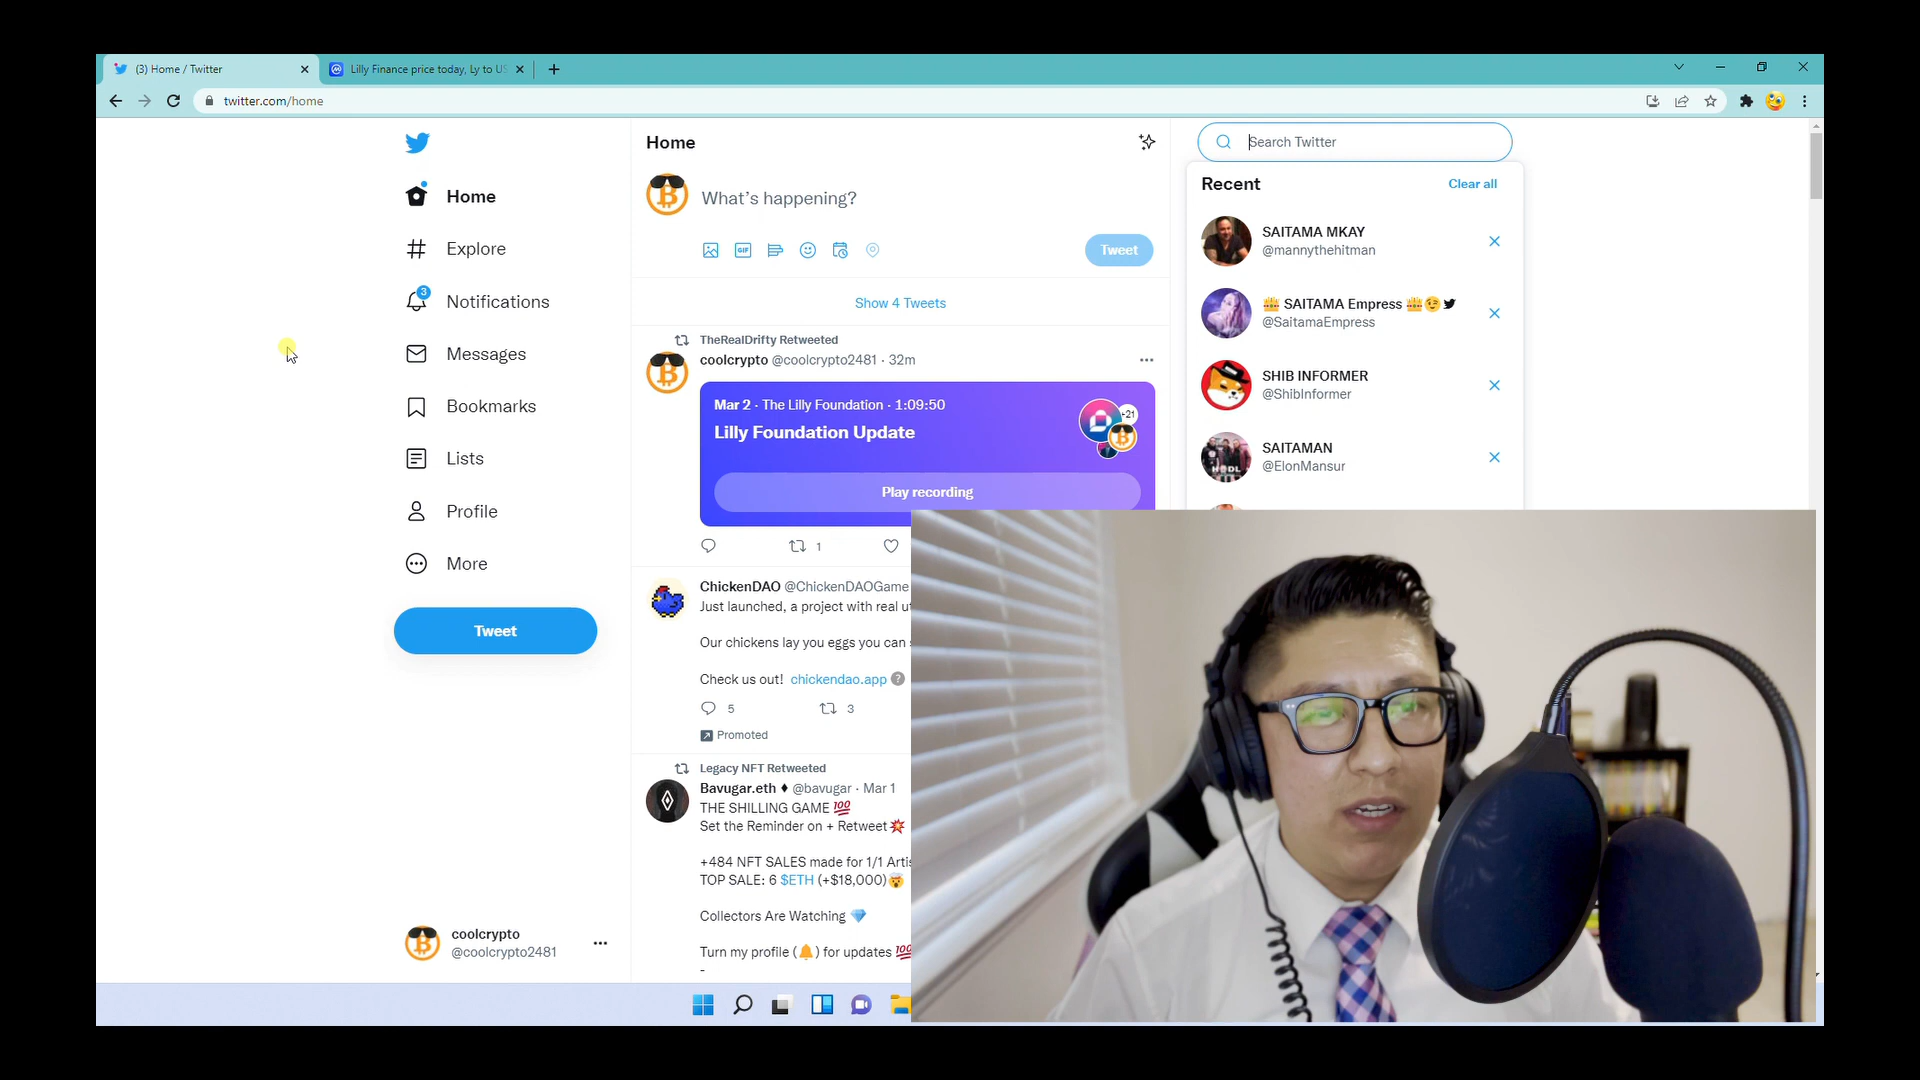 (3) Home / Twitter
Lilly Finance price today, Ly to US
twitter.com/home
Home
Explore
3
Notifications
Messages
Bookmarks
Lists
Profile
More
Tweet
coolcrypto
@coolcrypto2481
Home
What's happening?
GIF
Tweet
Show 4 Tweets
TheRealDrifty Retweeted
coolcrypto @coolcrypto2481 · 32m
Mar 2 · The Lilly Foundation · 1:09:50
+21
Lilly Foundation Update
Play recording
1
ChickenDAO @ChickenDAOGame
Just launched, a project with real
Our chickens lay you eggs you can
Check us out! chickendao.app
5 3
Promoted
Legacy NFT Retweeted
Bavugar.eth ♦ @bavugar · Mar 1
THE SHILLING GAME 💯
Set the Reminder on + Retweet💥
+484 NFT SALES made for 1/1 Arti
TOP SALE: 6 $ETH (+$18,000)🤯
Collectors Are Watching 💎
Turn my profile (🔔) for updates 💯
-
Search Twitter
Recent
Clear all
SAITAMA MKAY
@mannythehitman
👑 SAITAMA Empress 👑😉
@SaitamaEmpress
SHIB INFORMER
@ShibInformer
SAITAMAN
@ElonMansur
HODL